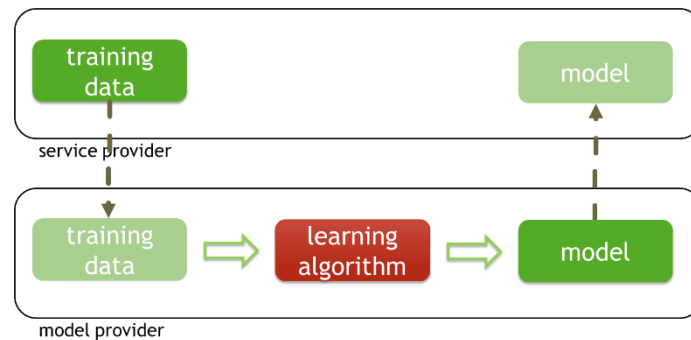 training
data
model
service provider
training
data
learning
algorithm
model
model provider